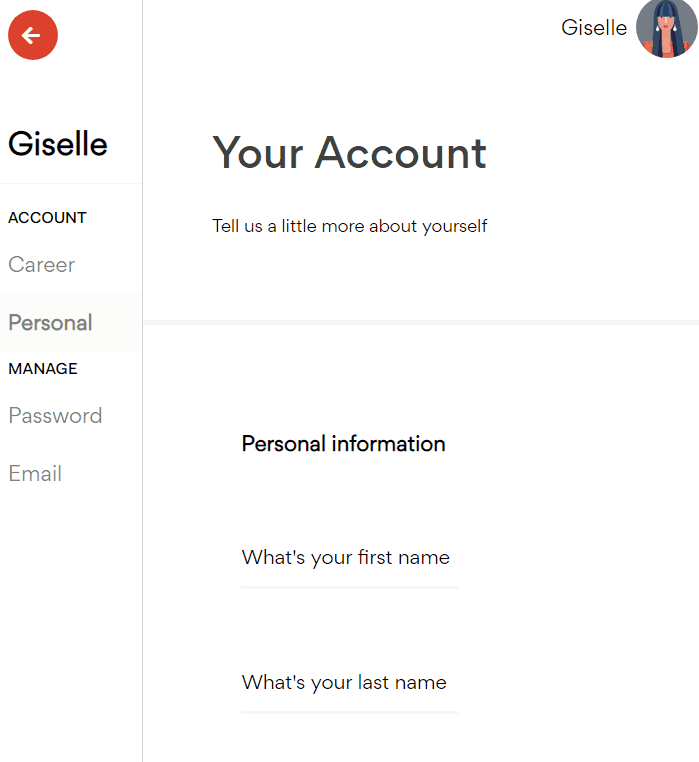 Giselle
Giselle
ACCOUNT
Career
Personal
MANAGE
Password
Email
Your Account
Tell us a little more about yourself
Personal information
What's your first name
What's your last name